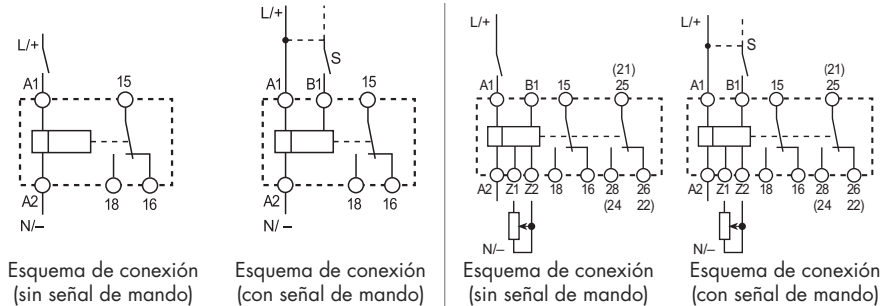 L/+
A1
15
A2
18
16
N/–
Esquema de conexión
(sin señal de mando)
L/+
S
A1
B1
15
A2
18
16
N/ –
Esquema de conexión
(con señal de mando)
L/+
(21)
A1
B1
15
25
A2
Z1
Z2
18
16
28
26
(24
22)
N/–
Esquema de conexión
(sin señal de mando)
L/+
S
(21)
A1
B1
15
25
A2
Z1
Z2
18
16
28
26
(24
22)
N/–
Esquema de conexión
(con señal de mando)